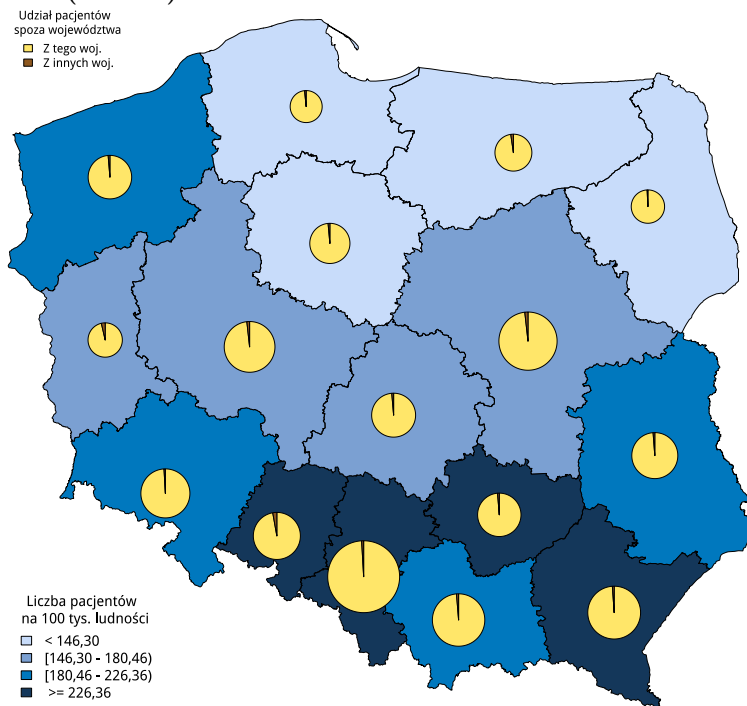 Udział pacjentów
spoza województwa
Z tego woj.
Z innych woj.
Liczba pacjentów
na 100 tys. ludności
< 146,30
[146,30 - 180,46)
[180,46 - 226,36)
>= 226,36